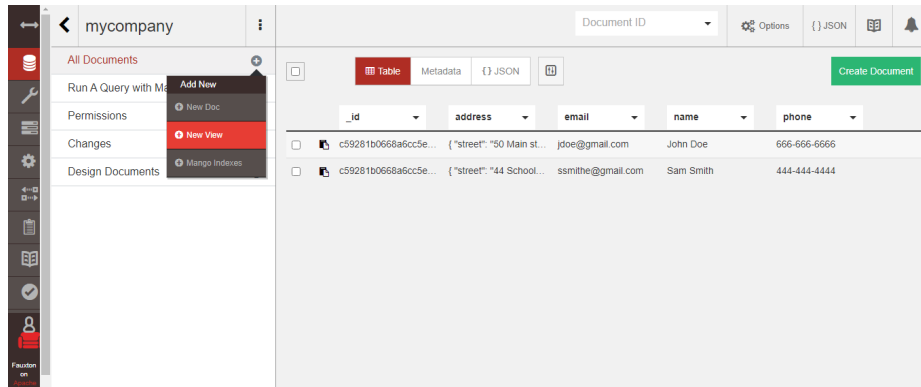 mycompany
Document ID
Options
{ } JSON
All Documents
Run A Query with Ma
Permissions
Changes
Design Documents
Add New
New Doc
New View
Mango Indexes
Table
Metadata
{ } JSON
Create Document
_id address email name phone
c59281b0668a6cc5e... { "street": "50 Main st... jdoe@gmail.com John Doe 666-666-6666
c59281b0668a6cc5e... { "street": "44 School... ssmithe@gmail.com Sam Smith 444-444-4444
Fauxton
on
Apache